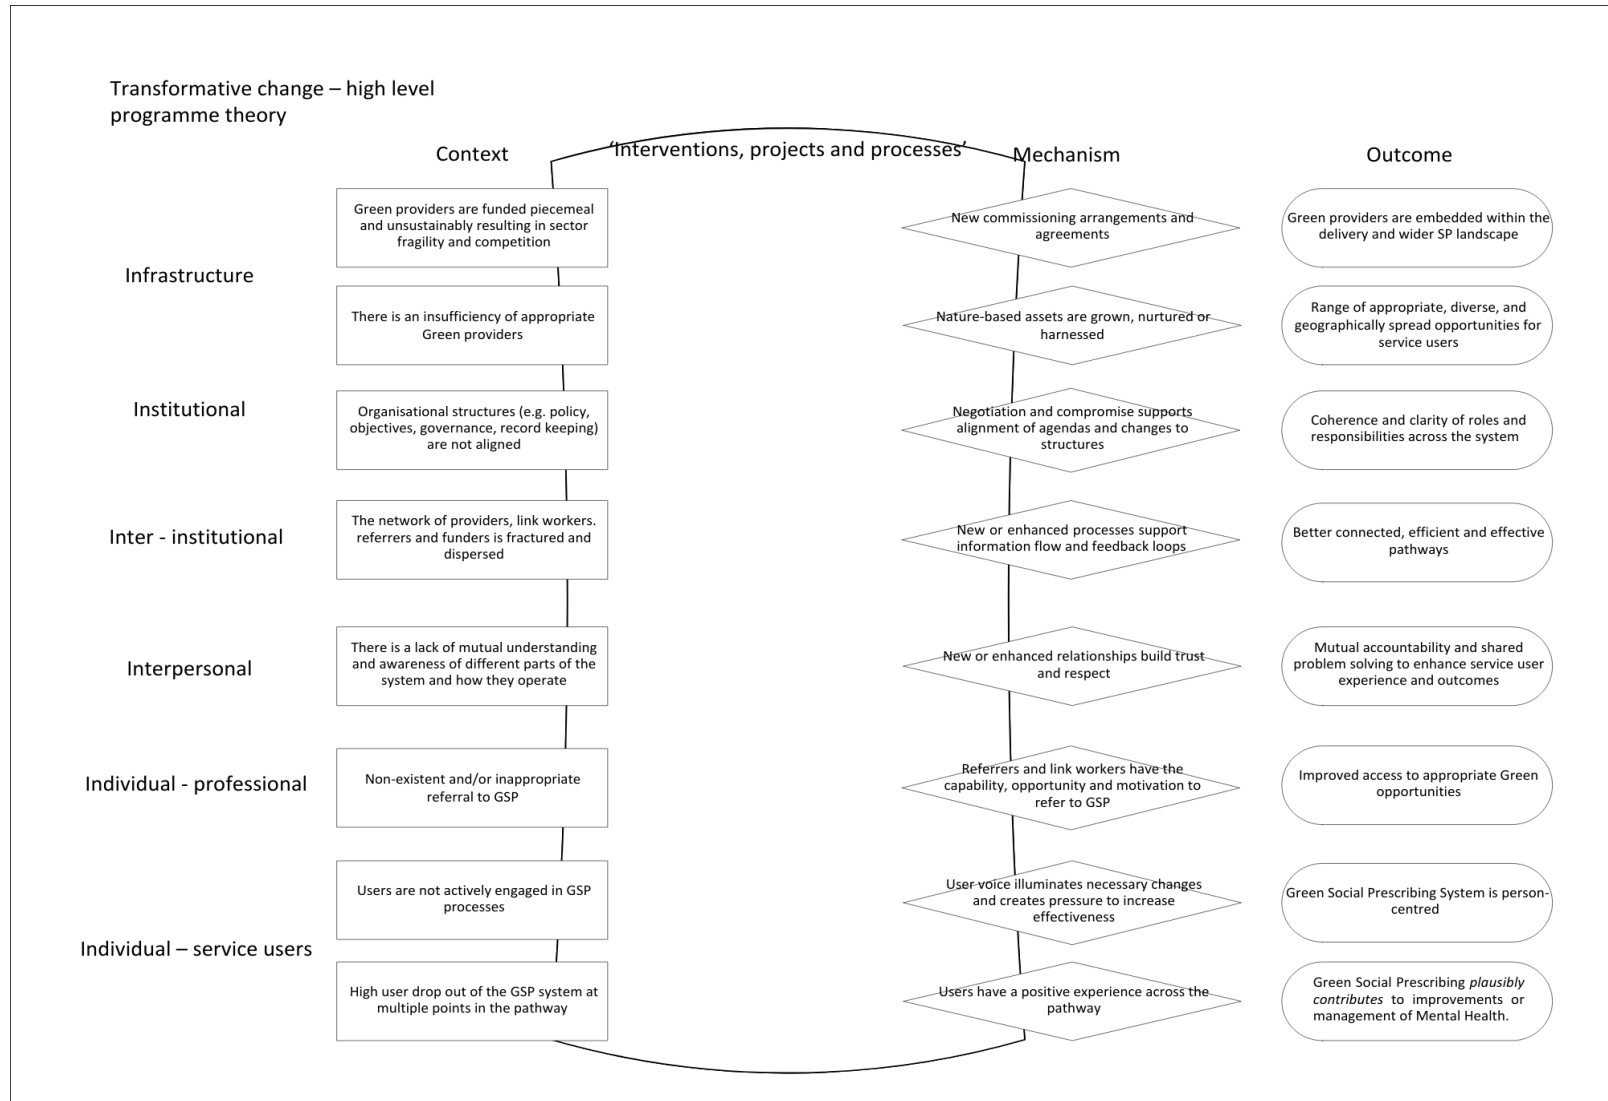 Transformative change – high level
programme theory
Context
‘Interventions, projects and processes’
Mechanism
Outcome
Infrastructure
Green providers are funded piecemeal
and unsustainably resulting in sector
fragility and competition
New commissioning arrangements and
agreements
Green providers are embedded within the
delivery and wider SP landscape
There is an insufficiency of appropriate
Green providers
Nature-based assets are grown, nurtured or
harnessed
Range of appropriate, diverse, and
geographically spread opportunities for
service users
Institutional
Organisational structures (e.g. policy,
objectives, governance, record keeping)
are not aligned
Negotiation and compromise supports
alignment of agendas and changes to
structures
Coherence and clarity of roles and
responsibilities across the system
Inter - institutional
The network of providers, link workers.
referrers and funders is fractured and
dispersed
New or enhanced processes support
information flow and feedback loops
Better connected, efficient and effective
pathways
Interpersonal
There is a lack of mutual understanding
and awareness of different parts of the
system and how they operate
New or enhanced relationships build trust
and respect
Mutual accountability and shared
problem solving to enhance service user
experience and outcomes
Individual - professional
Non-existent and/or inappropriate
referral to GSP
Referrers and link workers have the
capability, opportunity and motivation to
refer to GSP
Improved access to appropriate Green
opportunities
Individual – service users
Users are not actively engaged in GSP
processes
User voice illuminates necessary changes
and creates pressure to increase
effectiveness
Green Social Prescribing System is person-
centred
High user drop out of the GSP system at
multiple points in the pathway
Users have a positive experience across the
pathway
Green Social Prescribing plausibly
contributes to improvements or
management of Mental Health.